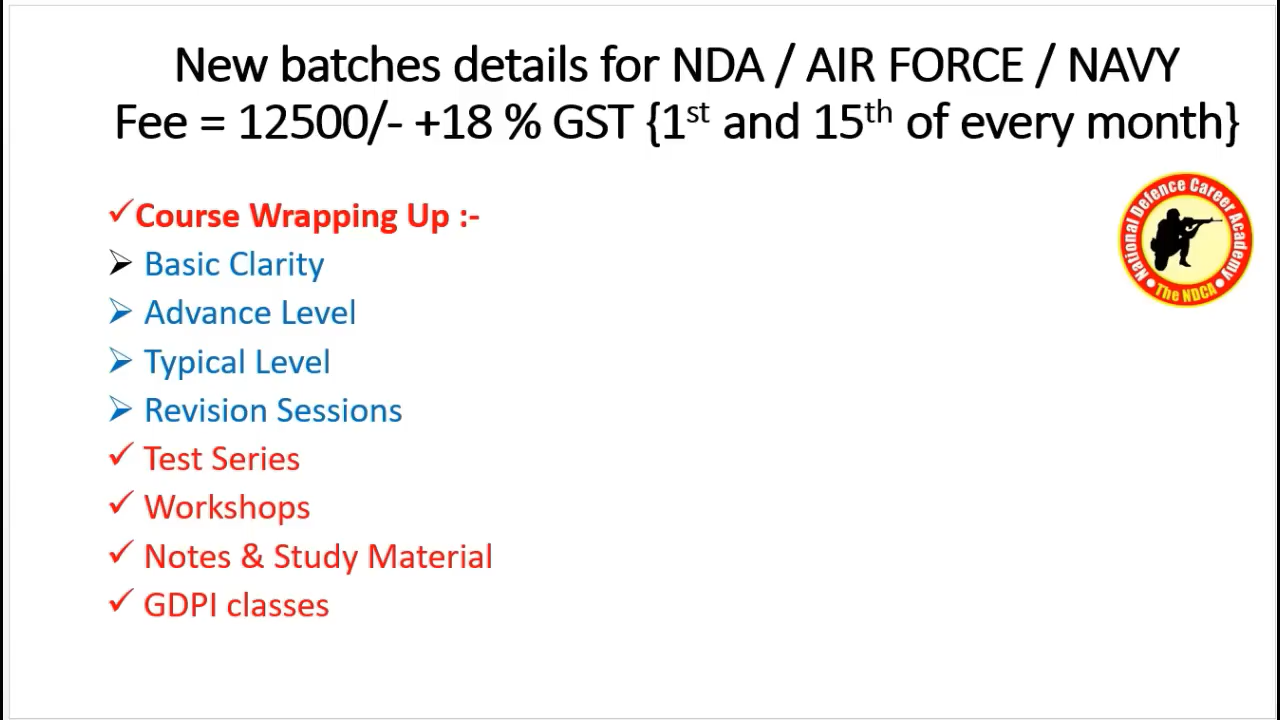 New batches details for NDA / AIR FORCE / NAVY
Fee = 12500/- +18 % GST {1st and 15th of every month}
Course Wrapping Up :-
Basic Clarity
Advance Level
Typical Level
Revision Sessions
Test Series
Workshops
Notes & Study Material
GDPI classes
National Defence Career Academy
The NDCA